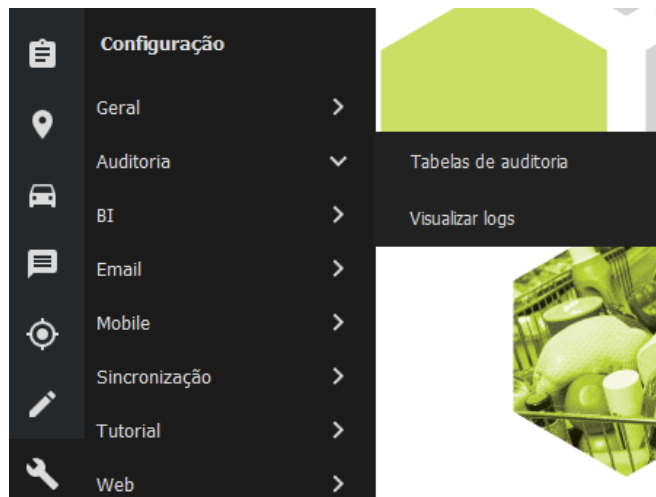 Configuração
Geral
Auditoria
Tabelas de auditoria
BI
Visualizar logs
Email
Mobile
Sincronização
Tutorial
Web